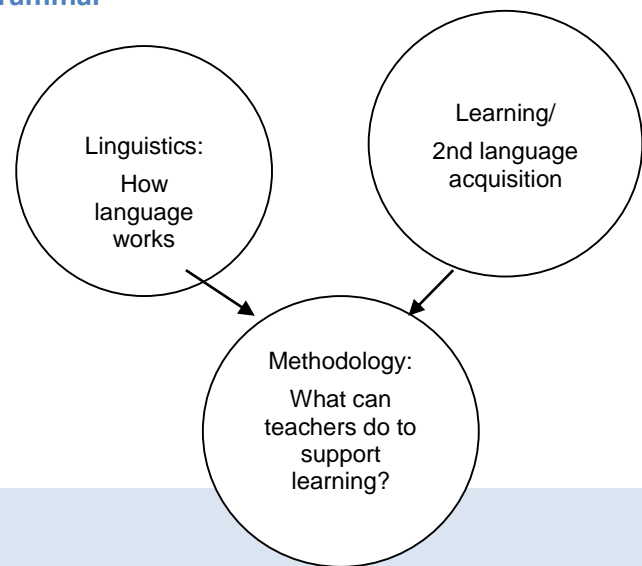 Linguistics:
How
language
works
Learning/
2nd language
acquisition
Methodology:
What can
teachers do to
support
learning?